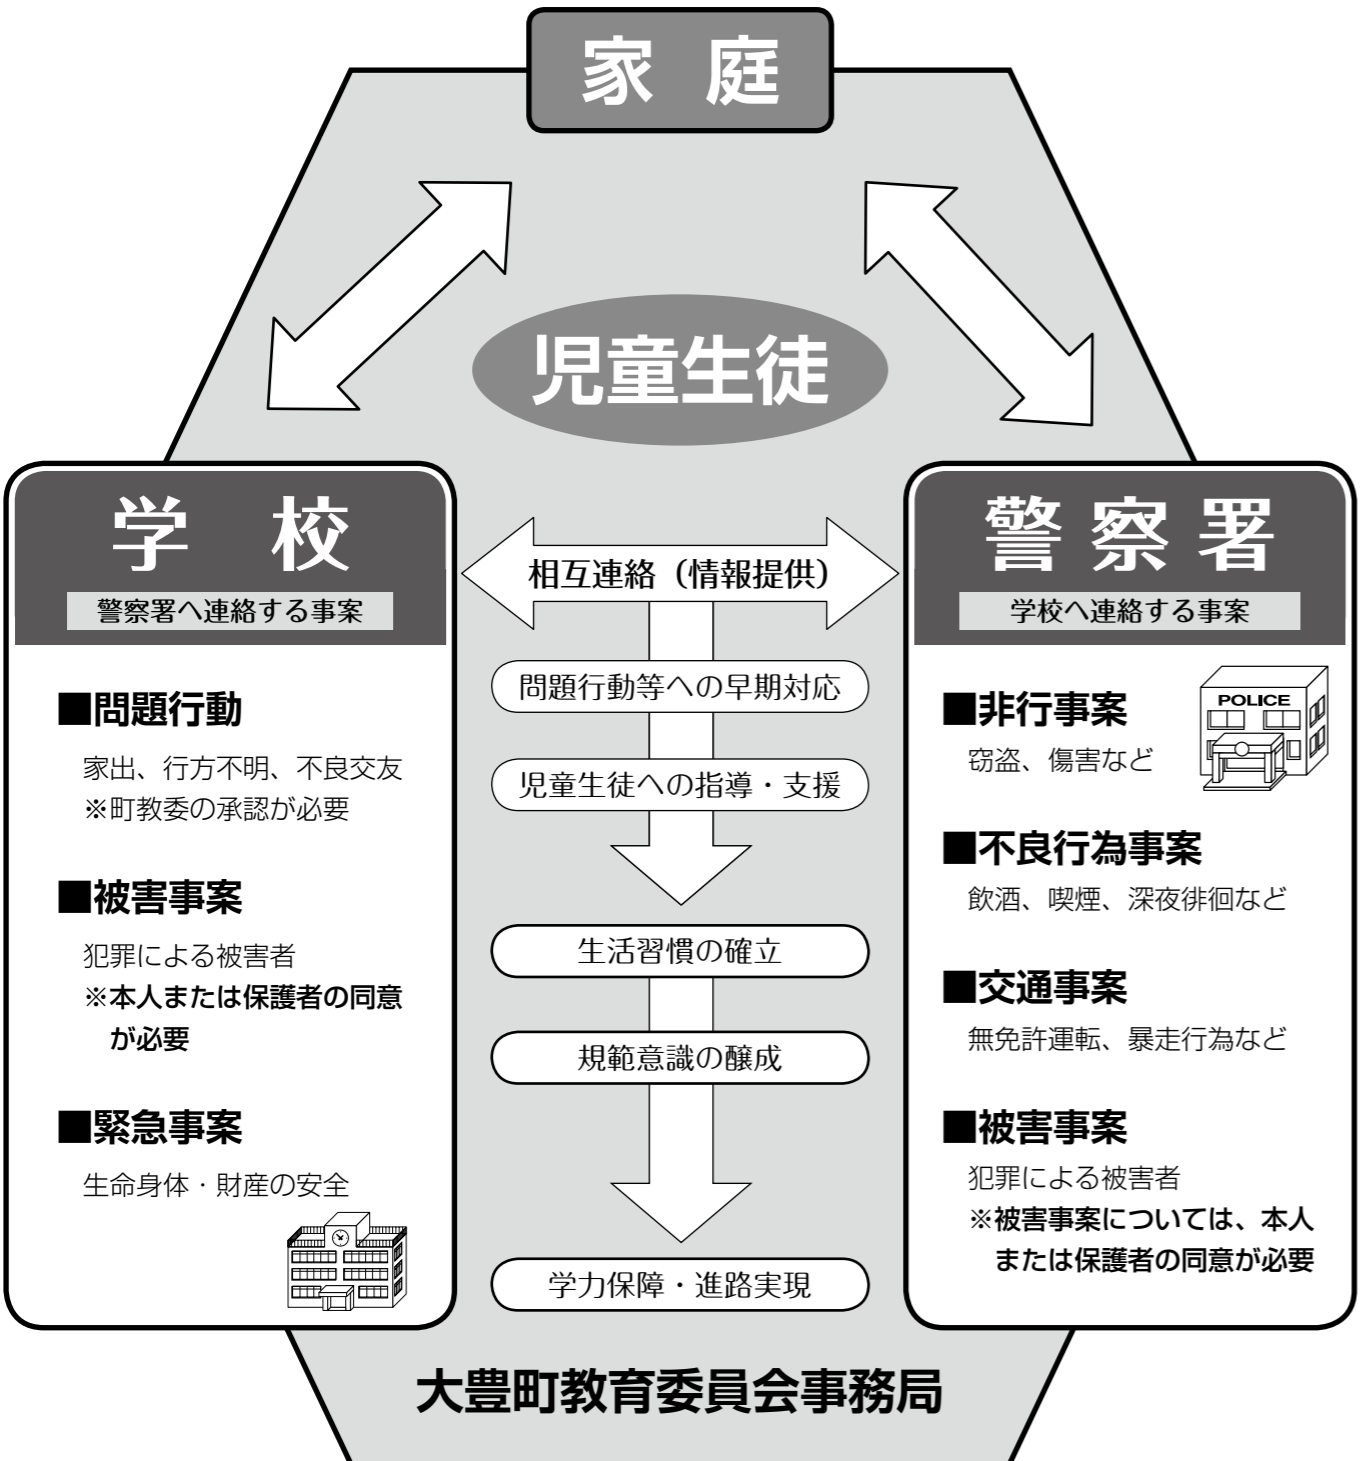 家庭
児童生徒
学校
警察署へ連絡する事案
■問題行動
家出、行方不明、不良交友
※町教委の承認が必要
■被害事案
犯罪による被害者
※本人または保護者の同意
が必要
■緊急事案
生命身体・財産の安全
相互連絡（情報提供）
問題行動等への早期対応
児童生徒への指導・支援
生活習慣の確立
規範意識の醸成
学力保障・進路実現
警察署
学校へ連絡する事案
POLICE
■非行事案
窃盗、傷害など
■不良行為事案
飲酒、喫煙、深夜徘徊など
■交通事案
無免許運転、暴走行為など
■被害事案
犯罪による被害者
※被害事案については、本人
または保護者の同意が必要
大豊町教育委員会事務局